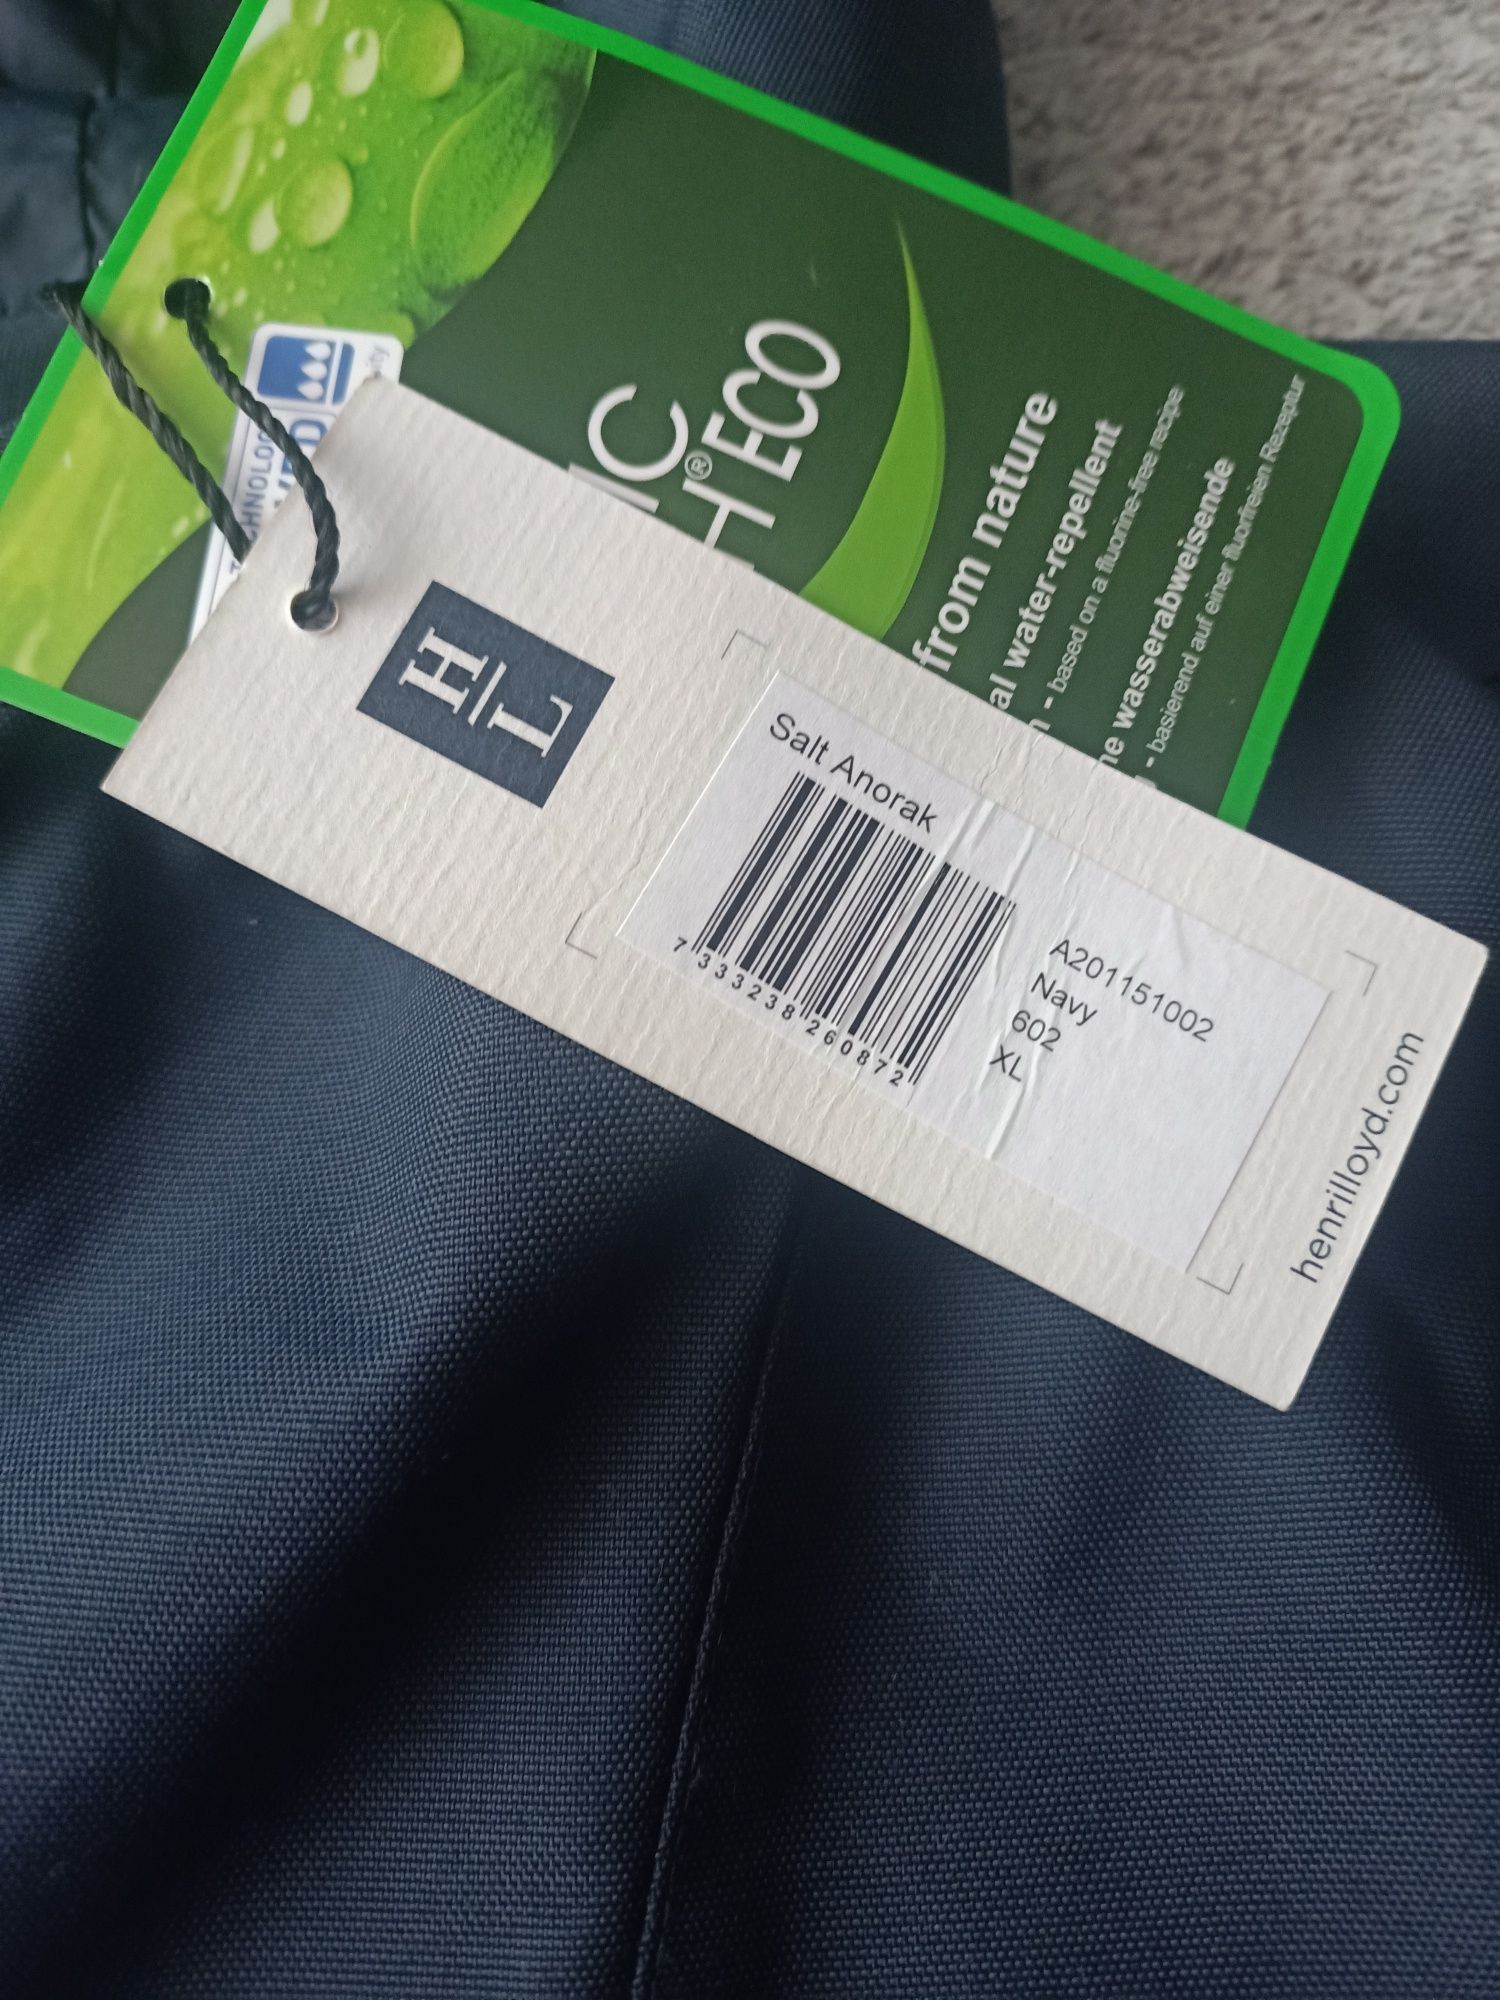 H
L
Salt Anorak
7 333238 260872
A201151002
Navy
602
XL
henrilloyd.com
ECO
from nature
water-repellent
- based on a fluorine-free recipe
wasserabweisende
- basierend auf einer fluorfreien Rezeptur